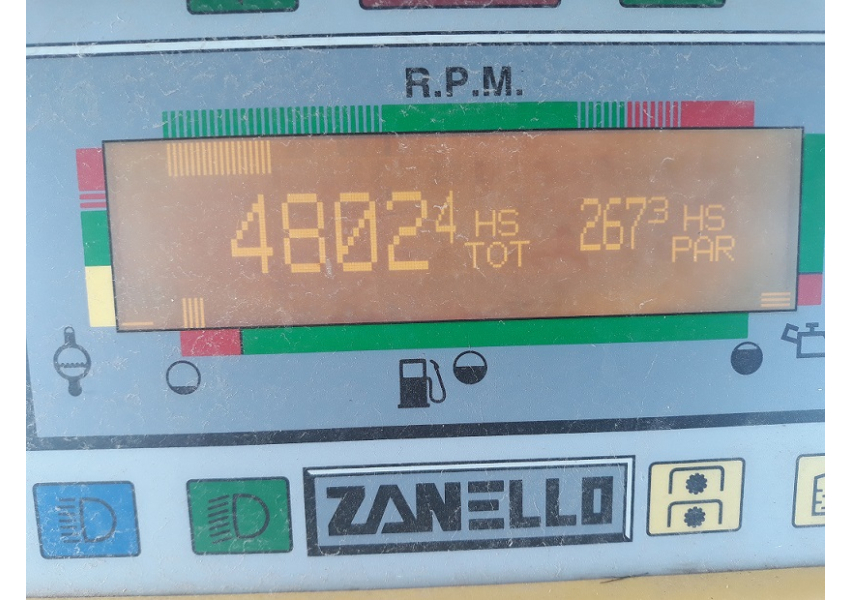 R.P.M.
4802⁴ HS TOT 267³ HS PAR
ZANELLO